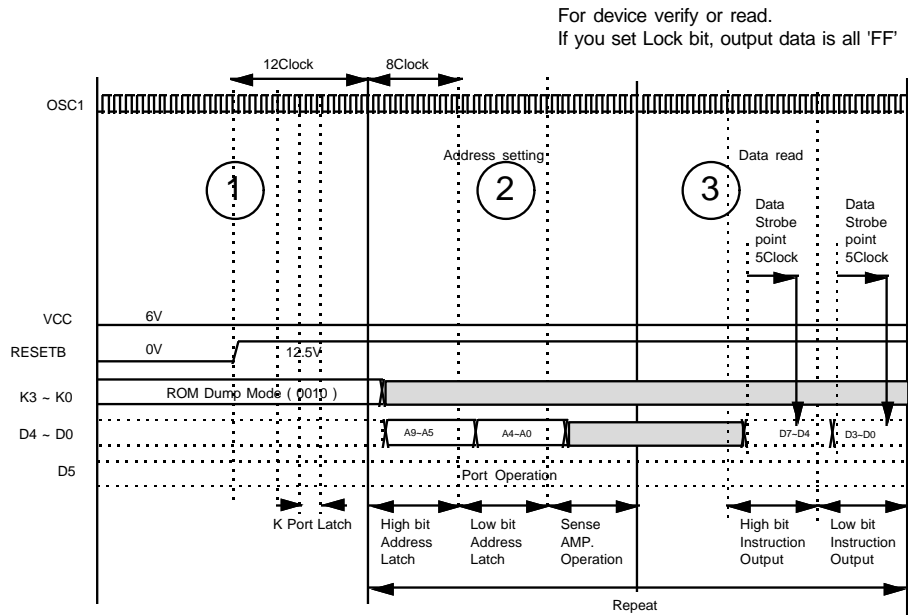 For device verify or read.
If you set Lock bit, output data is all 'FF'
12Clock
8Clock
OSC1
Address setting
Data read
1
2
3
Data
Strobe
point
5Clock
Data
Strobe
point
5Clock
VCC
6V
RESETB
0V
12.5V
K3 ~ K0
ROM Dump Mode ( 0010 )
D4 ~ D0
A9~A5
A4~A0
D7~D4
D3~D0
D5
Port Operation
K Port Latch
High bit
Address
Latch
Low bit
Address
Latch
Sense
AMP.
Operation
High bit
Instruction
Output
Low bit
Instruction
Output
Repeat